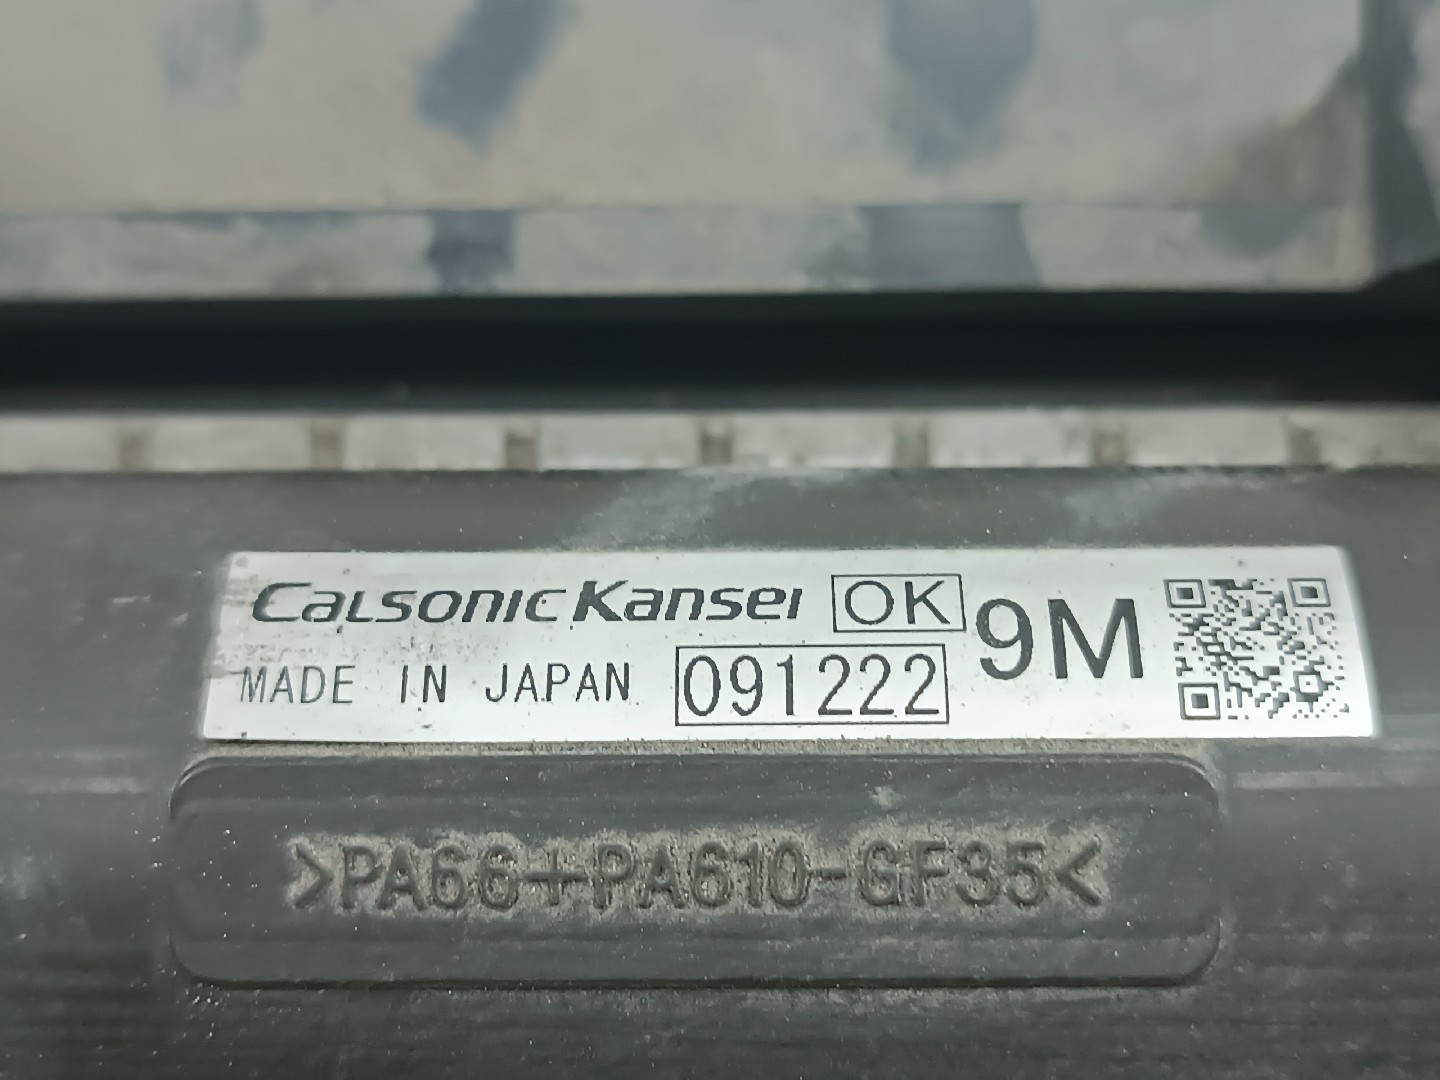 CalsonicKansei OK 9M
MADE IN JAPAN 091222
>PA66+PA610-GF35<